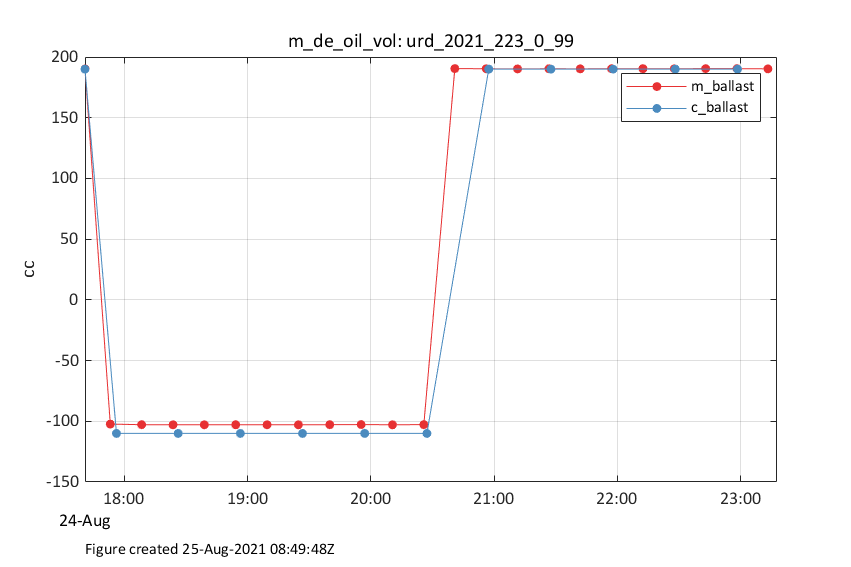 m_de_oil_vol: urd_2021_223_0_99
200
150
100
50
0
-50
-100
-150
cc
m_ballast
c_ballast
18:00 19:00 20:00 21:00 22:00 23:00
24-Aug
Figure created 25-Aug-2021 08:49:48Z